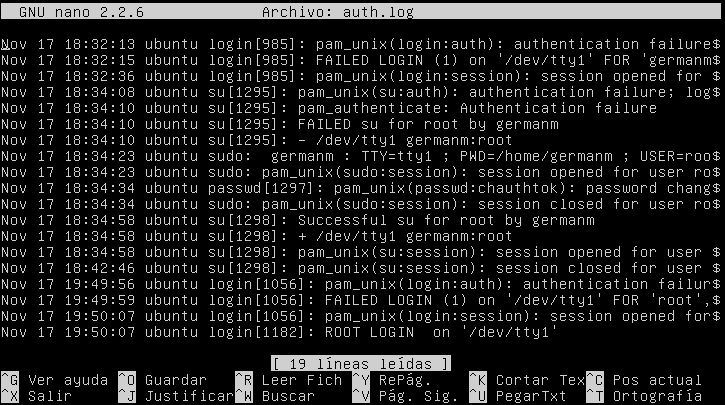 GNU nano 2.2.6 Archivo: auth.log
Nov 17 18:32:13 ubuntu login[985]: pam_unix(login:auth): authentication failure$
Nov 17 18:32:15 ubuntu login[985]: FAILED LOGIN (1) on '/dev/tty1' FOR 'germanm$
Nov 17 18:32:36 ubuntu login[985]: pam_unix(login:session): session opened for $
Nov 17 18:34:08 ubuntu su[1295]: pam_unix(su:auth): authentication failure; log$
Nov 17 18:34:10 ubuntu su[1295]: pam_authenticate: Authentication failure
Nov 17 18:34:10 ubuntu su[1295]: FAILED su for root by germanm
Nov 17 18:34:10 ubuntu su[1295]: - /dev/tty1 germanm:root
Nov 17 18:34:23 ubuntu sudo:  germanm : TTY=tty1 ; PWD=/home/germanm ; USER=roo$
Nov 17 18:34:23 ubuntu sudo: pam_unix(sudo:session): session opened for user ro$
Nov 17 18:34:34 ubuntu passwd[1297]: pam_unix(passwd:chauthtok): password chang$
Nov 17 18:34:34 ubuntu sudo: pam_unix(sudo:session): session closed for user ro$
Nov 17 18:34:58 ubuntu su[1298]: Successful su for root by germanm
Nov 17 18:34:58 ubuntu su[1298]: + /dev/tty1 germanm:root
Nov 17 18:34:58 ubuntu su[1298]: pam_unix(su:session): session opened for user $
Nov 17 18:42:46 ubuntu su[1298]: pam_unix(su:session): session closed for user $
Nov 17 19:49:56 ubuntu login[1056]: pam_unix(login:auth): authentication failur$
Nov 17 19:49:59 ubuntu login[1056]: FAILED LOGIN (1) on '/dev/tty1' FOR 'root',$
Nov 17 19:50:07 ubuntu login[1056]: pam_unix(login:session): session opened for$
Nov 17 19:50:07 ubuntu login[1182]: ROOT LOGIN  on '/dev/tty1'
[ 19 líneas leídas ]
^G Ver ayuda ^O Guardar ^R Leer Fich ^Y RePág. ^K Cortar Tex ^C Pos actual
^X Salir ^J Justificar ^W Buscar ^V Pág. Sig. ^U PegarTxt ^T Ortografía